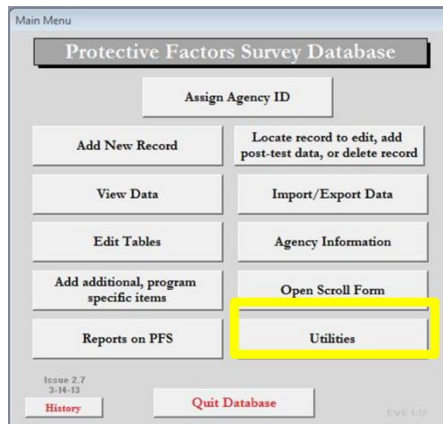 Main Menu
Protective Factors Survey Database
Assign Agency ID
Add New Record
Locate record to edit, add
post-test data, or delete record
View Data
Import/Export Data
Edit Tables
Agency Information
Add additional, program
specific items
Open Scroll Form
Reports on PFS
Utilities
Issue 2.7
3-14-13
History
Quit Database